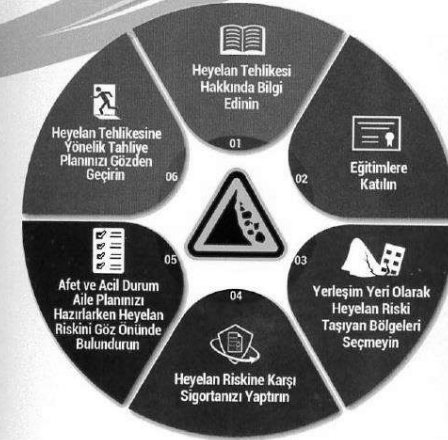 Heyelan Tehlikesi
Hakkında Bilgi
Edinin
01
Eğitimlere
Katılın
02
03
Yerleşim Yeri Olarak
Heyelan Riski
Taşıyan Bölgeleri
Seçmeyin
04
Heyelan Riskine Karşı
Sigortanızı Yaptırın
05
Afet ve Acil Durum
Aile Planınızı
Hazırlarken Heyelan
Riskini Göz Önünde
Bulundurun
Heyelan Tehlikesine
Yönelik Tahliye
Planınızı Gözden
Geçirin
06